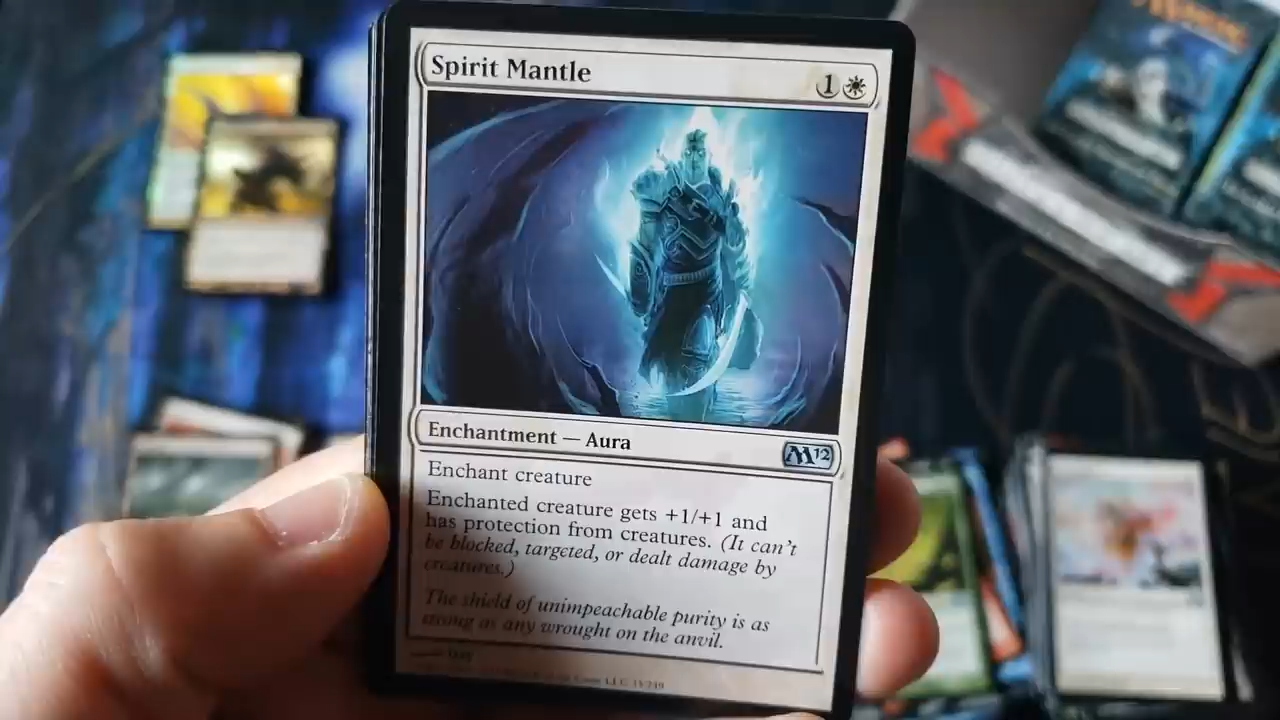 Spirit Mantle
1
Enchantment — Aura
M12
Enchant creature
Enchanted creature gets +1/+1 and
has protection from creatures. (It can't
be blocked, targeted, or dealt damage by
creatures.)
The shield of unimpeachable purity is as
strong as any wrought on the anvil.